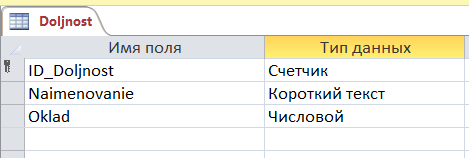 Doljnost
Имя поля Тип данных
ID_Doljnost Счетчик
Naimenovanie Короткий текст
Oklad Числовой